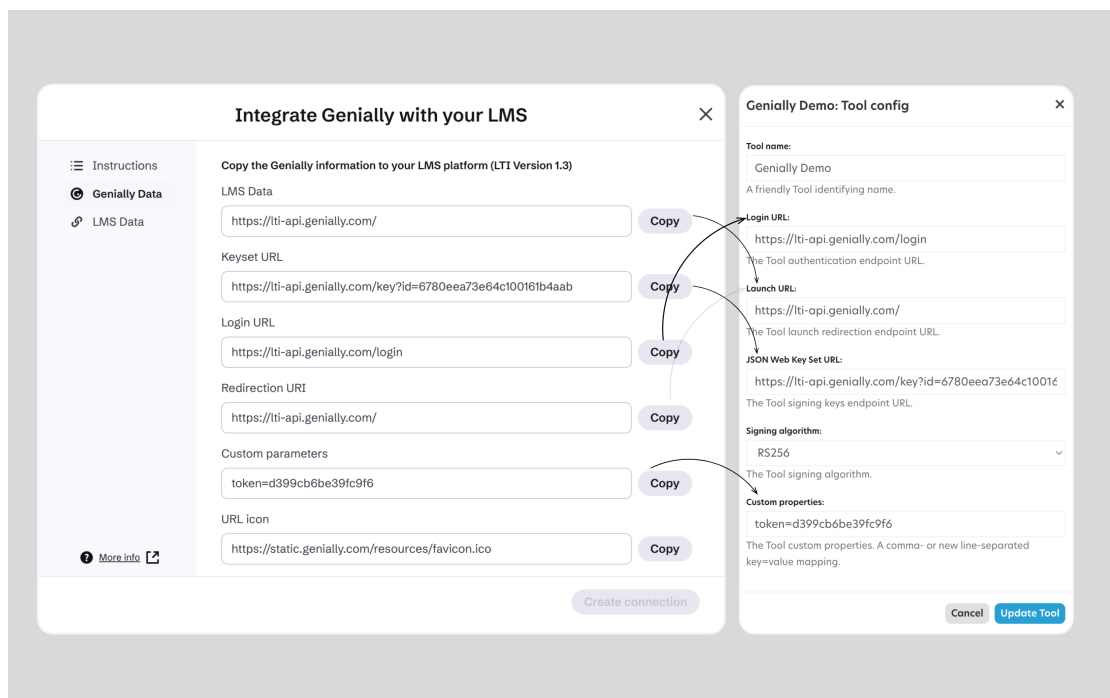 Integrate Genially with your LMS
Instructions
Genially Data
LMS Data
More info
Copy the Genially information to your LMS platform (LTI Version 1.3)
LMS Data
https://lti-api.genially.com/
Copy
Keyset URL
https://lti-api.genially.com/key?id=6780eea73e64c100161b4aab
Copy
Login URL
https://lti-api.genially.com/login
Copy
Redirection URI
https://lti-api.genially.com/
Copy
Custom parameters
token=d399cb6be39fc9f6
Copy
URL icon
https://static.genially.com/resources/favicon.ico
Copy
Create connection
Genially Demo: Tool config
Tool name:
Genially Demo
A friendly Tool identifying name.
Login URL:
https://lti-api.genially.com/login
The Tool authentication endpoint URL.
Launch URL:
https://lti-api.genially.com/
The Tool launch redirection endpoint URL.
JSON Web Key Set URL:
https://lti-api.genially.com/key?id=6780eea73e64c10016
The Tool signing keys endpoint URL.
Signing algorithm:
RS256
The Tool signing algorithm.
Custom properties:
token=d399cb6be39fc9f6
The Tool custom properties. A comma- or new line-separated
key=value mapping.
Cancel
Update Tool